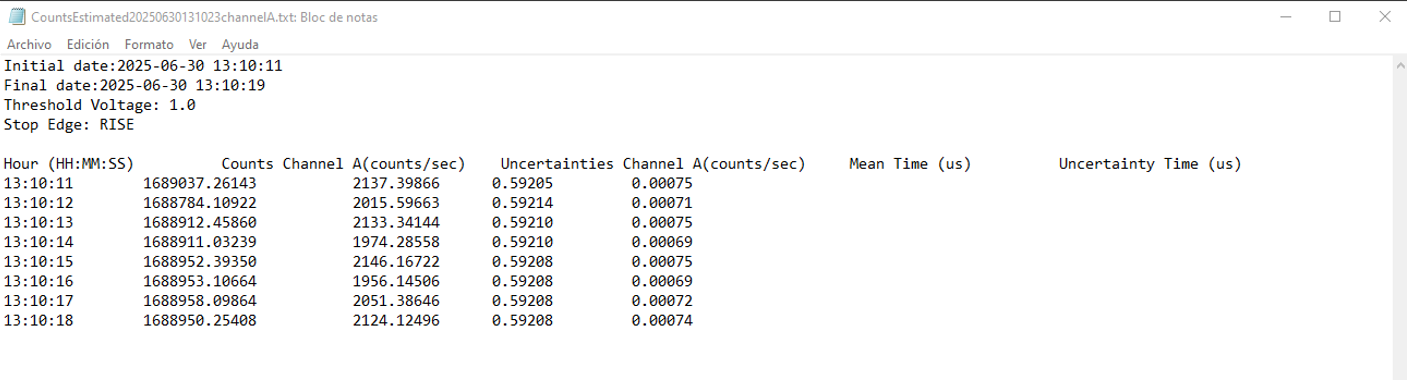 CountsEstimated20250630131023channelA.txt: Bloc de notas
Archivo Edición Formato Ver Ayuda
Initial date:2025-06-30 13:10:11
Final date:2025-06-30 13:10:19
Threshold Voltage: 1.0
Stop Edge: RISE
Hour (HH:MM:SS) Counts Channel A(counts/sec) Uncertainties Channel A(counts/sec) Mean Time (us) Uncertainty Time (us)
13:10:11 1689037.26143 2137.39866 0.59205 0.00075
13:10:12 1688784.10922 2015.59663 0.59214 0.00071
13:10:13 1688912.45860 2133.34144 0.59210 0.00075
13:10:14 1688911.03239 1974.28558 0.59210 0.00069
13:10:15 1688952.39350 2146.16722 0.59208 0.00075
13:10:16 1688953.10664 1956.14506 0.59208 0.00069
13:10:17 1688958.09864 2051.38646 0.59208 0.00072
13:10:18 1688950.25408 2124.12496 0.59208 0.00074